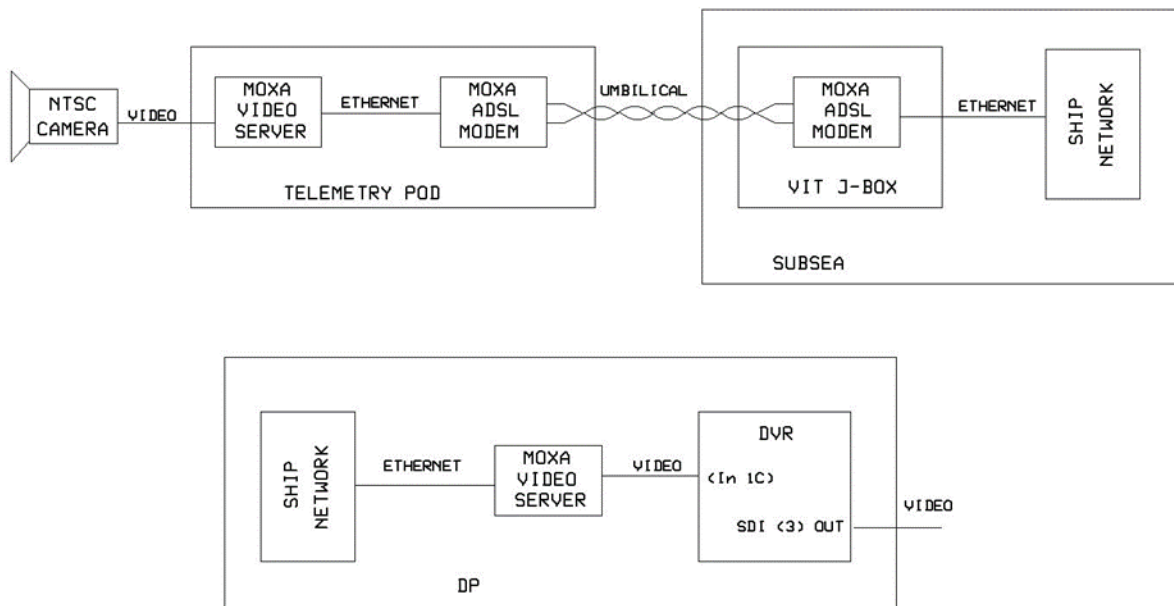 NTSC
CAMERA
VIDEO
MOXA
VIDEO
SERVER
ETHERNET
MOXA
ADSL
MODEM
TELEMETRY POD
UMBILICAL
MOXA
ADSL
MODEM
VIT J-BOX
ETHERNET
SHIP
NETWORK
SUBSEA
SHIP
NETWORK
ETHERNET
MOXA
VIDEO
SERVER
VIDEO
DVR
(In 1C)
SDI (3) OUT
VIDEO
DP